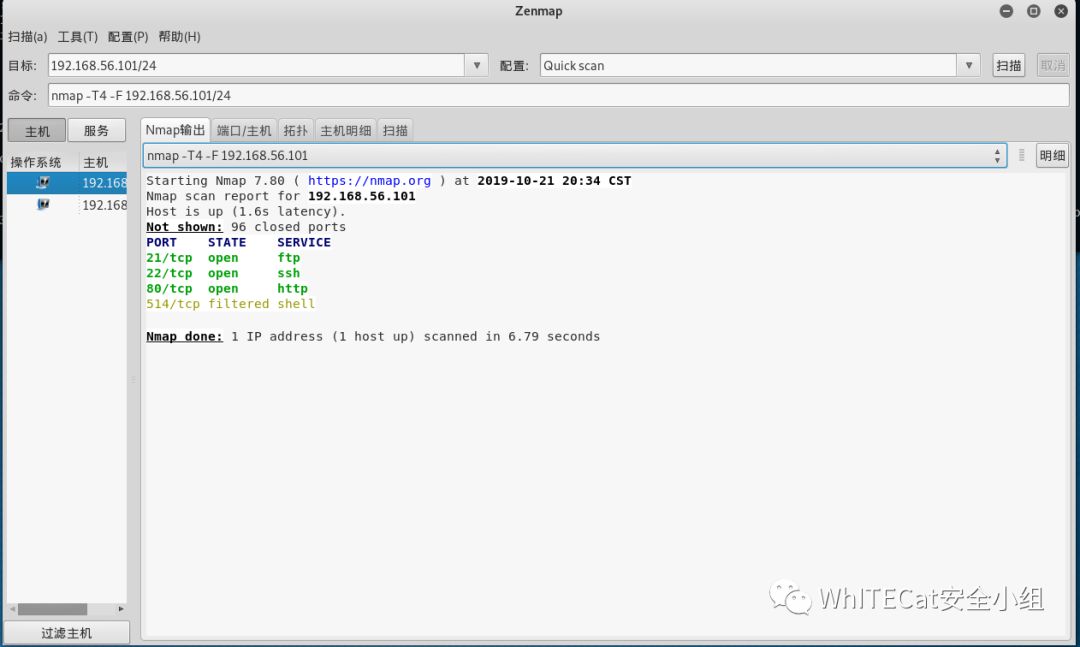 Zenmap
扫描(a) 工具(T) 配置(P) 帮助(H)
目标: 192.168.56.101/24 配置: Quick scan 扫描 取消
命令: nmap -T4 -F 192.168.56.101/24
主机 服务 Nmap输出 端口/主机 拓扑 主机明细 扫描
操作系统 主机 nmap -T4 -F 192.168.56.101 明细
192.168
192.168
Starting Nmap 7.80 ( https://nmap.org ) at 2019-10-21 20:34 CST
Nmap scan report for 192.168.56.101
Host is up (1.6s latency).
Not shown: 96 closed ports
PORT STATE SERVICE
21/tcp open ftp
22/tcp open ssh
80/tcp open http
514/tcp filtered shell
Nmap done: 1 IP address (1 host up) scanned in 6.79 seconds
WhITECat安全小组
过滤主机